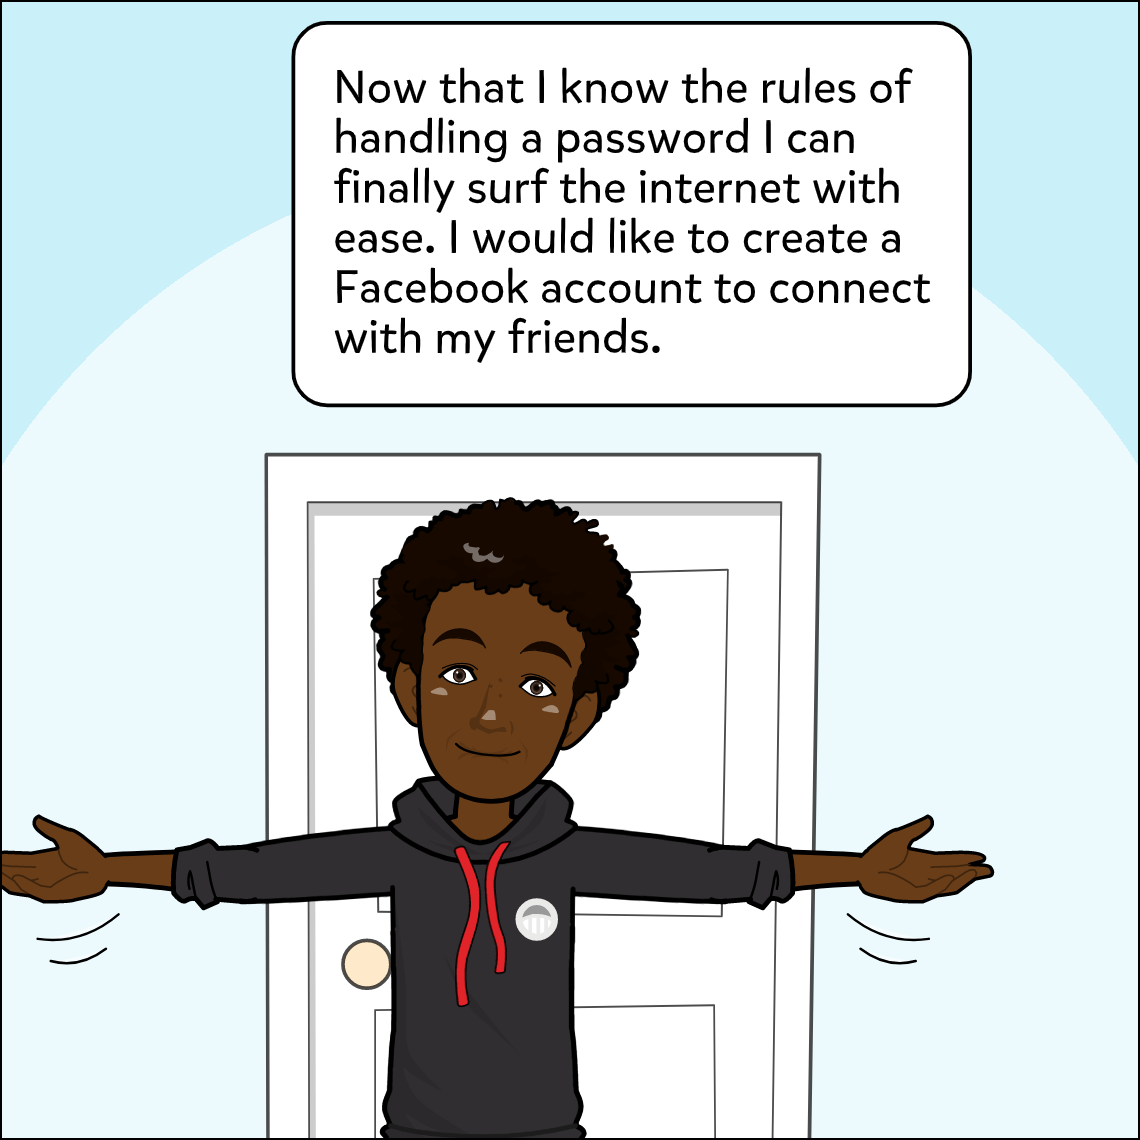 Now that I know the rules of
handling a password I can
finally surf the internet with
ease. I would like to create a
Facebook account to connect
with my friends.